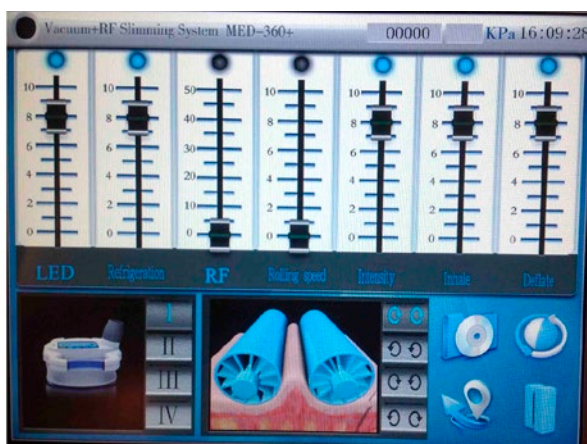 Vacuum+RF Slimming System MED-360+ 00000 KPa 16:09:28
10 10 50 10 10 10 10
8 8 40 8 8 8 8
6 6 30 6 6 6 6
4 4 20 4 4 4 4
2 2 10 2 2 2 2
0 0 0 0 0 0 0
LED Refrigeration RF Rolling speed Intensity Inhale Deflate
I
II
III
IV